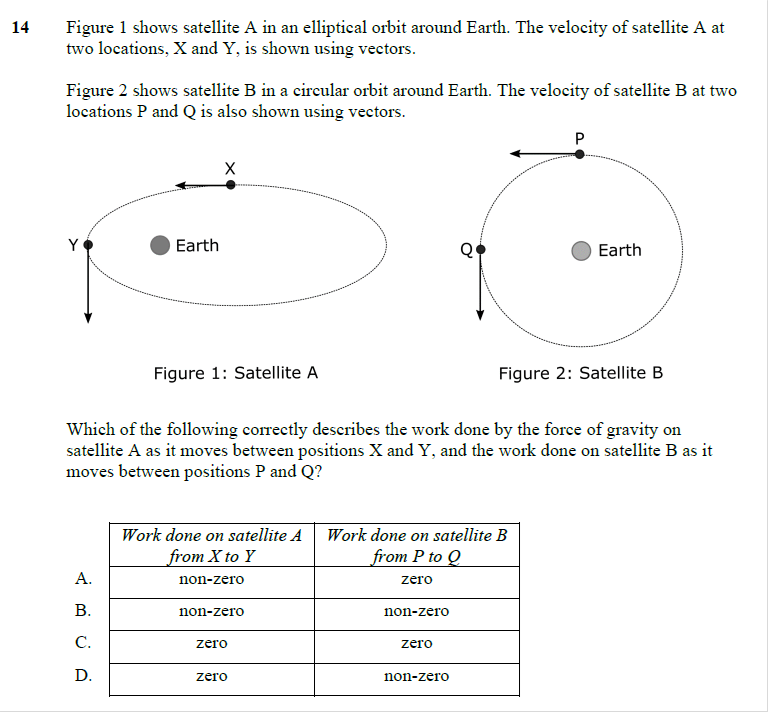 14 Figure 1 shows satellite A in an elliptical orbit around Earth. The velocity of satellite A at
two locations, X and Y, is shown using vectors.
Figure 2 shows satellite B in a circular orbit around Earth. The velocity of satellite B at two
locations P and Q is also shown using vectors.
P
X
Y
Earth
Q
Earth
Figure 1: Satellite A
Figure 2: Satellite B
Which of the following correctly describes the work done by the force of gravity on
satellite A as it moves between positions X and Y, and the work done on satellite B as it
moves between positions P and Q?
Work done on satellite A Work done on satellite B
from X to Y from P to Q
A. non-zero zero
B. non-zero non-zero
C. zero zero
D. zero non-zero